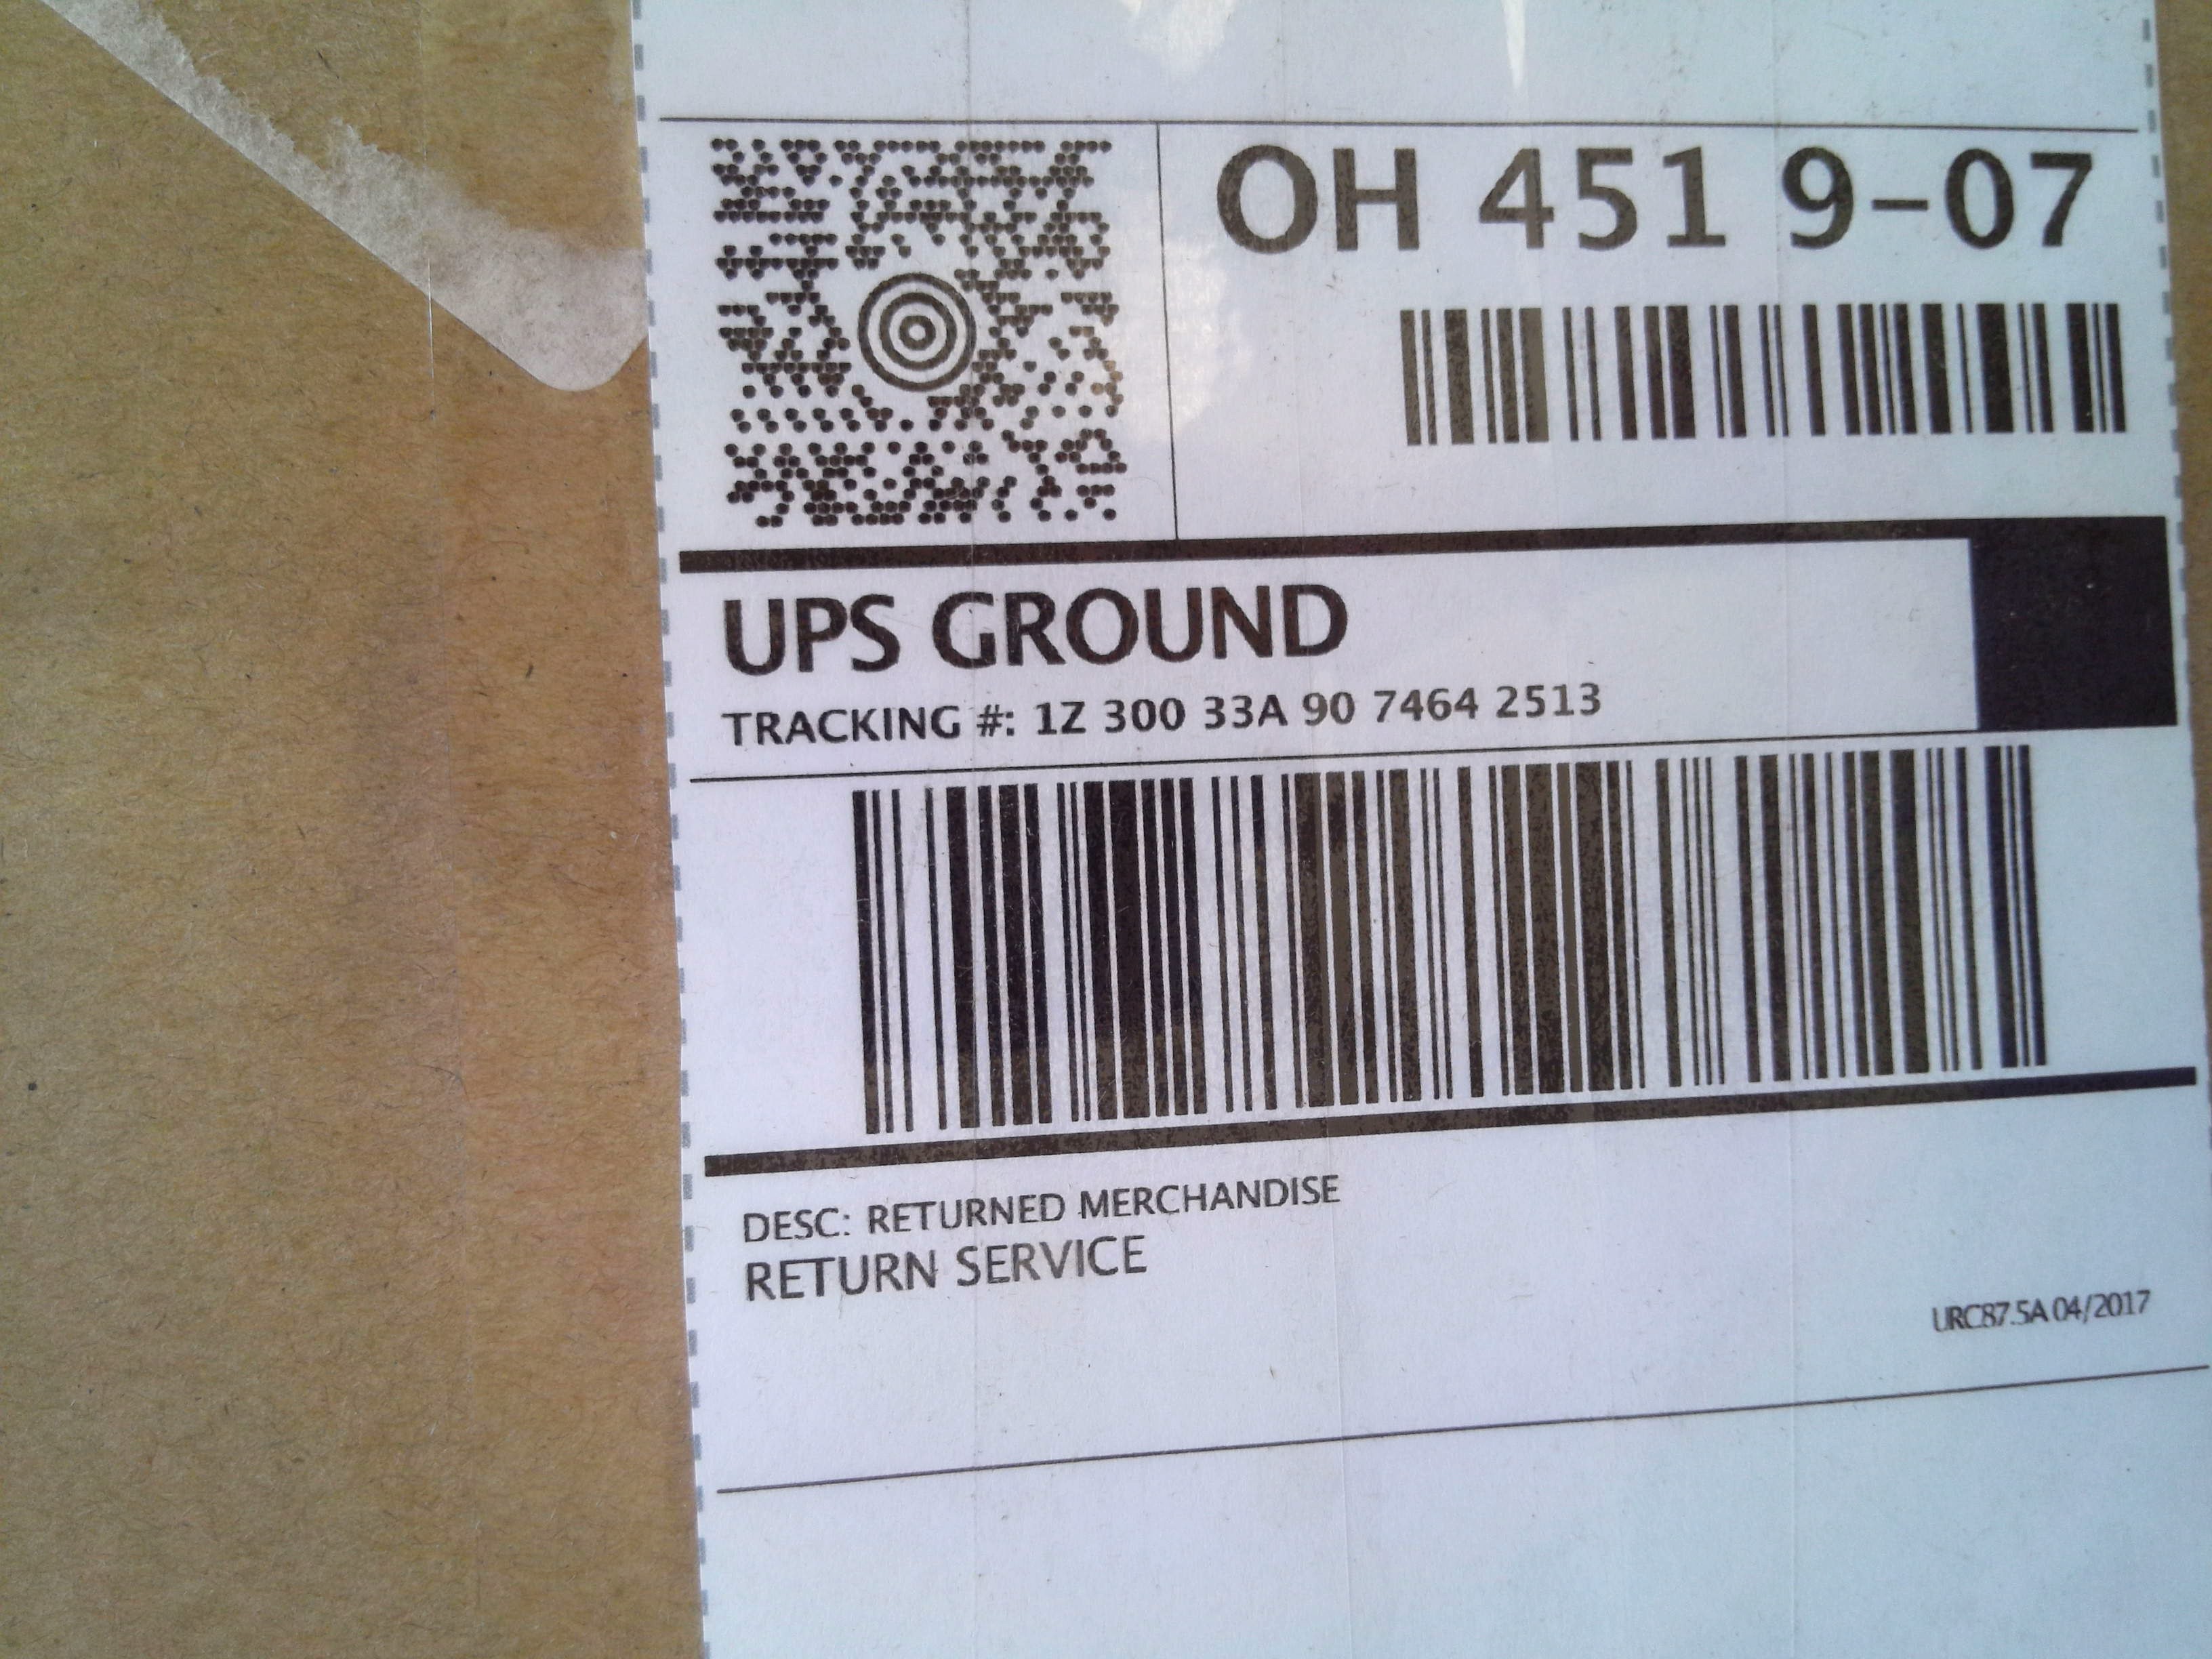 OH 451 9-07
UPS GROUND
TRACKING #: 1Z 300 33A 90 7464 2513
DESC: RETURNED MERCHANDISE
RETURN SERVICE
URC87.5A 04/2017